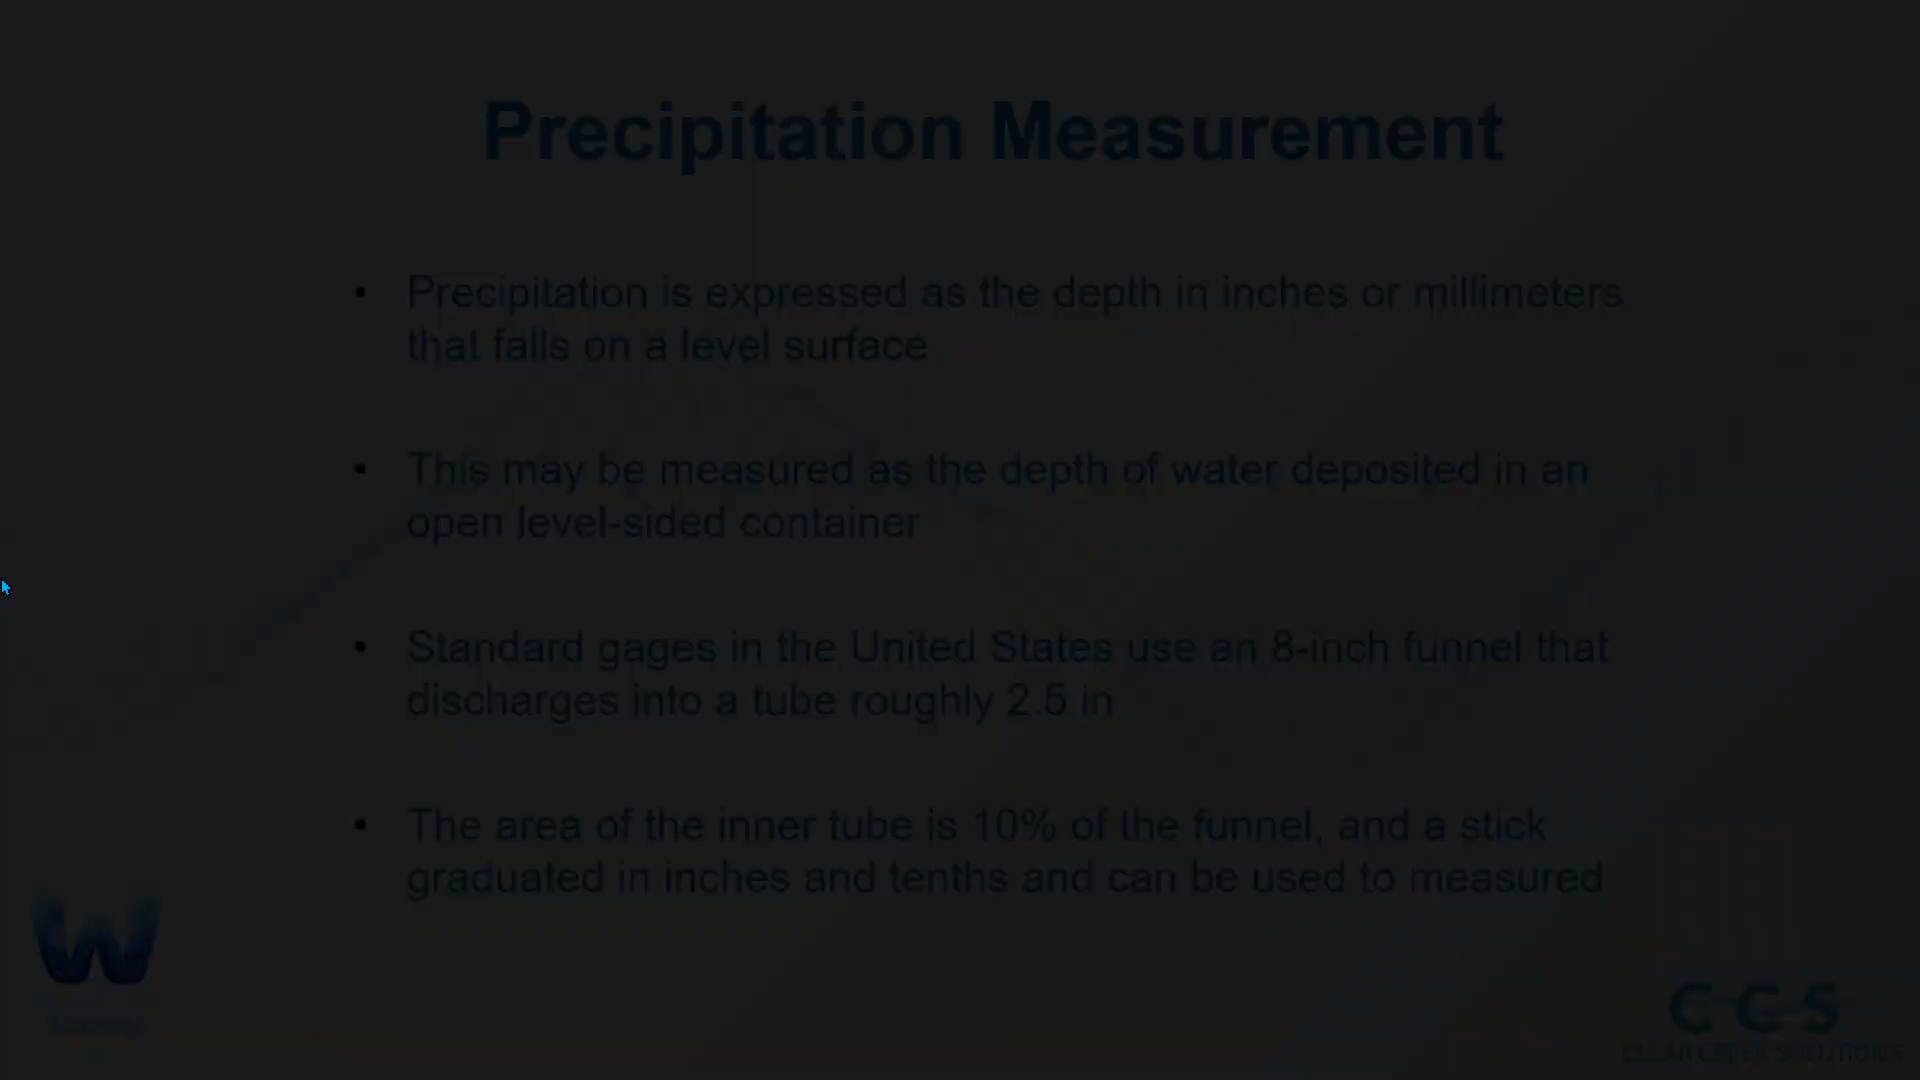 Precipitation Measurement
• Precipitation is expressed as the depth in inches or millimeters
that falls on a level surface
• This may be measured as the depth of water deposited in an
open level-sided container
• Standard gages in the United States use an 8-inch funnel that
discharges into a tube roughly 2.5 in
• The area of the inner tube is 10% of the funnel, and a stick
graduated in inches and tenths and can be used to measured
W
CCS
CLEAR CREEK SOLUTIONS